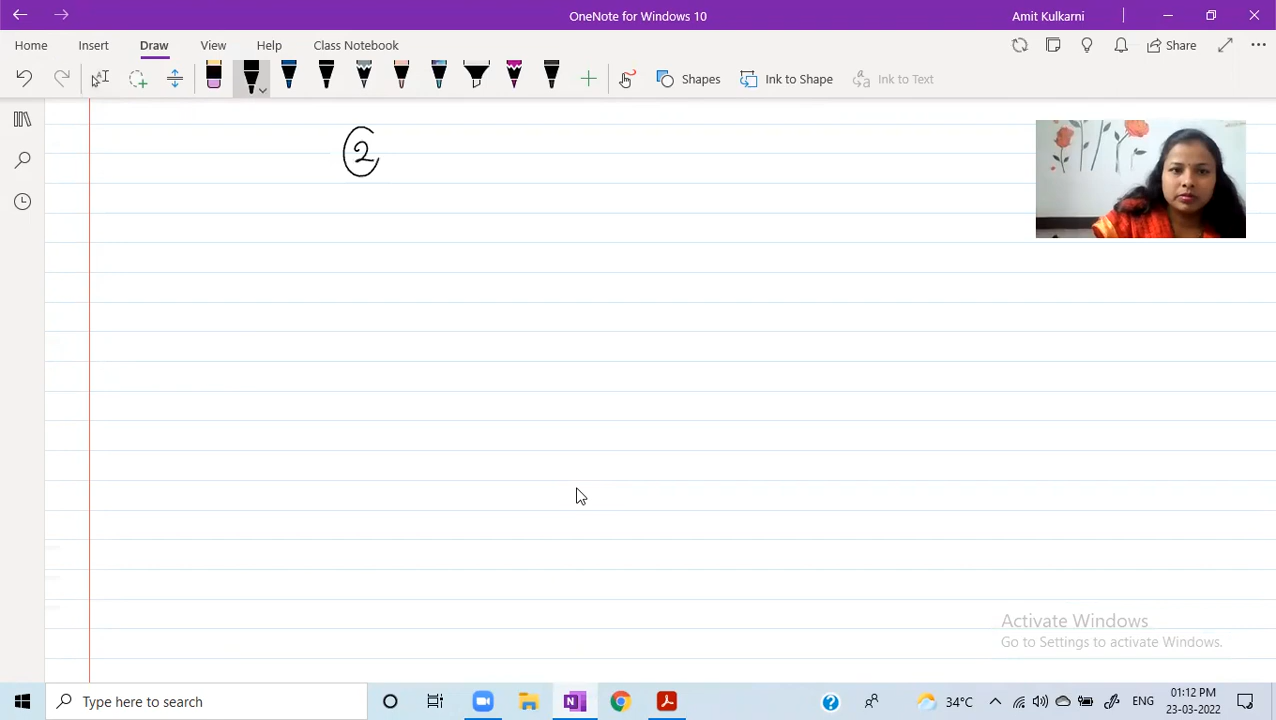 OneNote for Windows 10
Amit Kulkarni
Home Insert Draw View Help Class Notebook
Share
Shapes Ink to Shape Ink to Text
2
Activate Windows
Go to Settings to activate Windows.
Type here to search
34°C ENG 01:12 PM
23-03-2022